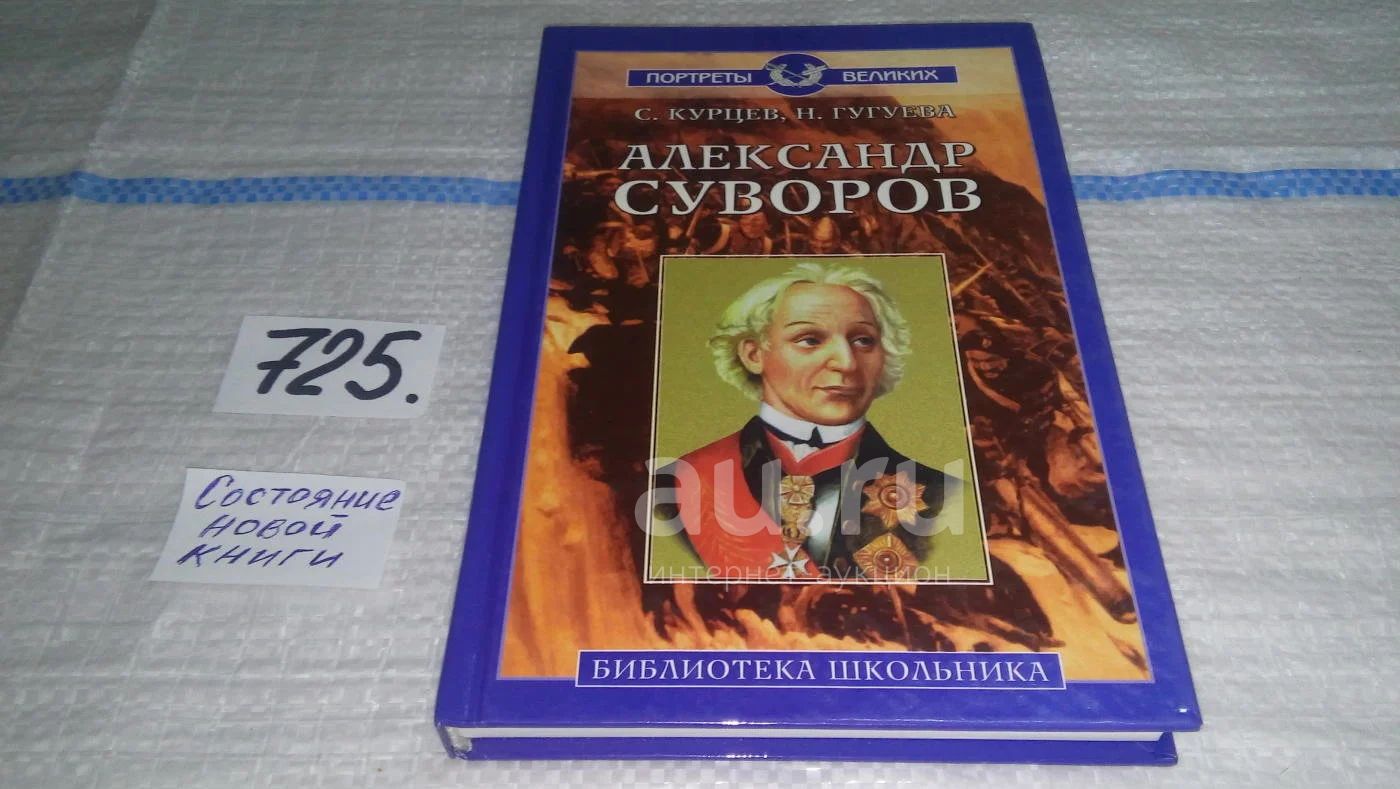 ПОРТРЕТЫ ВЕЛИКИХ
С. КУРЦЕВ, Н. ГУГУЕВА
АЛЕКСАНДР
СУВОРОВ
725.
Состояние
новой
книги
au.ru
интернет-аукцион
БИБЛИОТЕКА ШКОЛЬНИКА